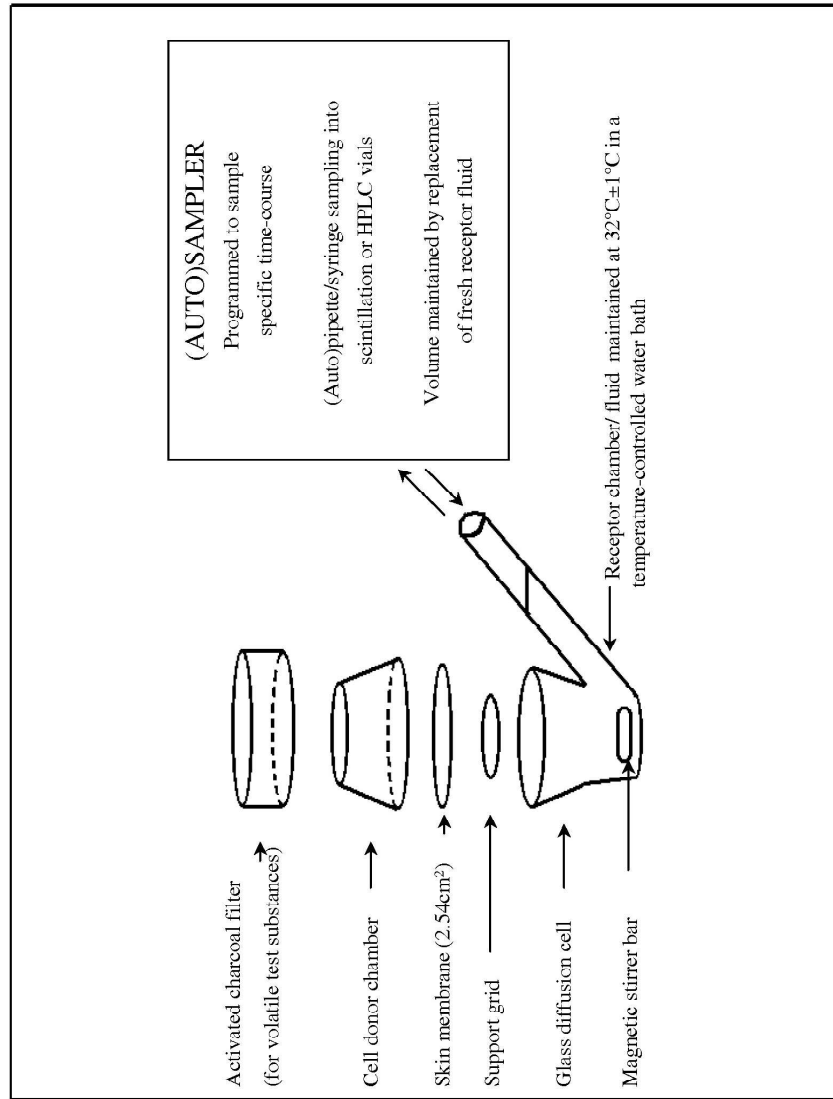 (AUTO)SAMPLER
Programmed to sample
specific time-course
(Auto)pipette/syringe sampling into
scintillation or HPLC vials
Volume maintained by replacement
of fresh receptor fluid
Activated charcoal filter
(for volatile test substances)
Cell donor chamber
Skin membrane (2.54cm²)
Support grid
Glass diffusion cell
Magnetic stirrer bar
Receptor chamber/ fluid maintained at 32°C±1°C in a
temperature-controlled water bath